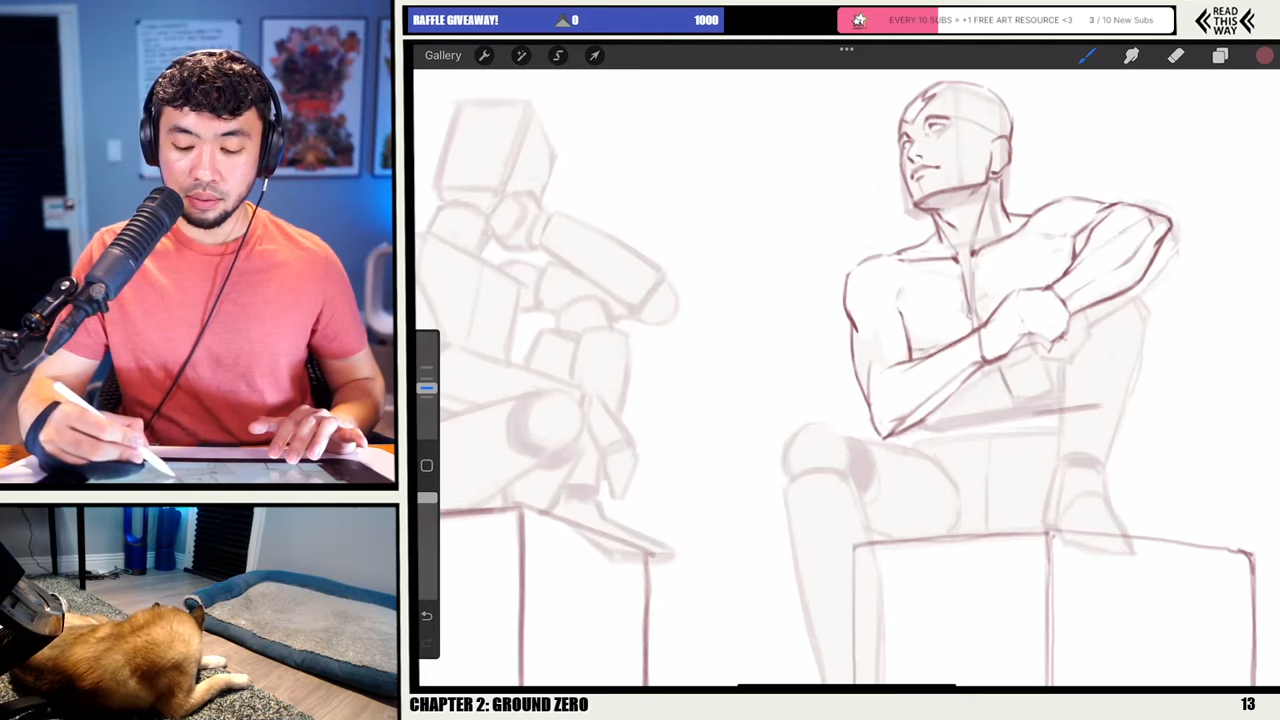 RAFFLE GIVEAWAY! 0 1000
EVERY 10 SUBS = +1 FREE ART RESOURCE <3 3 / 10 New Subs
READ
THIS
WAY
Gallery
CHAPTER 2: GROUND ZERO
13